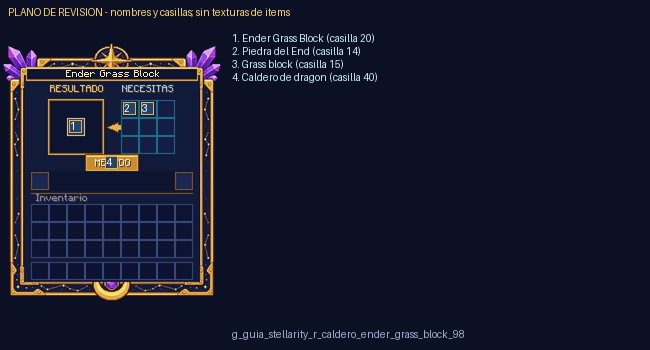 PLANO DE REVISION - nombres y casillas; sin texturas de items
1. Ender Grass Block (casilla 20)
2. Piedra del End (casilla 14)
3. Grass block (casilla 15)
4. Caldero de dragon (casilla 40)
Ender Grass Block
RESULTADO NECESITAS
2 3
1
ME4 DO
Inventario
g_guia_stellarity_r_caldero_ender_grass_block_98